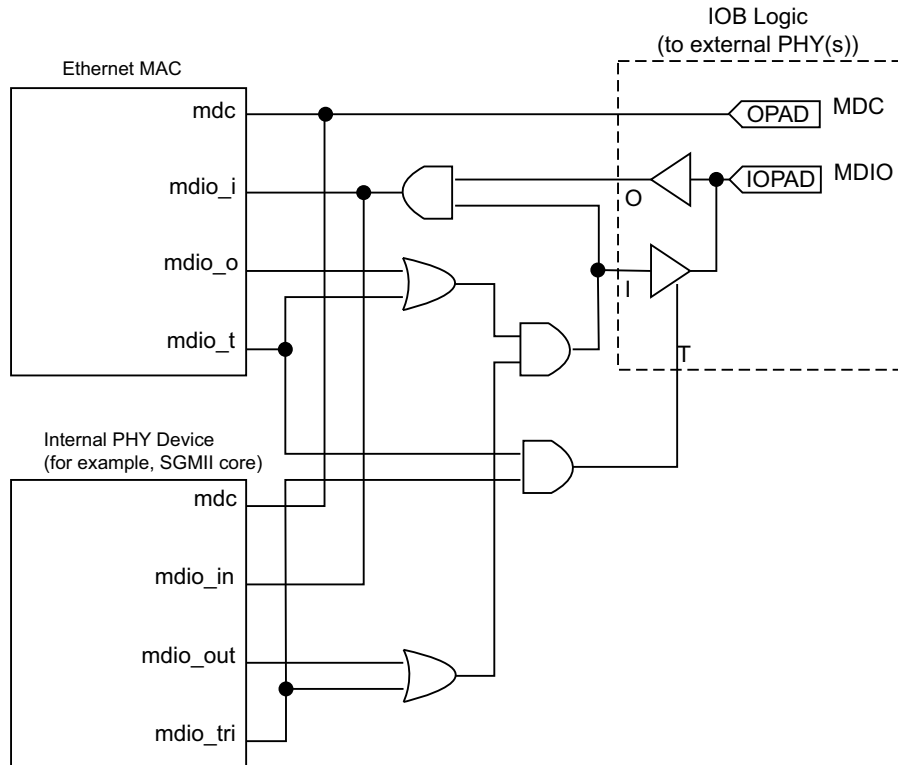 IOB Logic
(to external PHY(s))
Ethernet MAC
mdc
OPAD
MDC
mdio_i
O
IOPAD
MDIO
mdio_o
I
mdio_t
T
Internal PHY Device
(for example, SGMII core)
mdc
mdio_in
mdio_out
mdio_tri